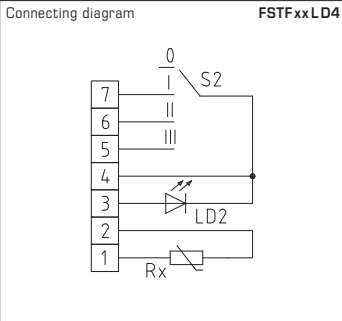 Connecting diagram FSTFxxLD4
0
S2
7 I
6 II
5 III
4
3
LD2
2
1
Rx